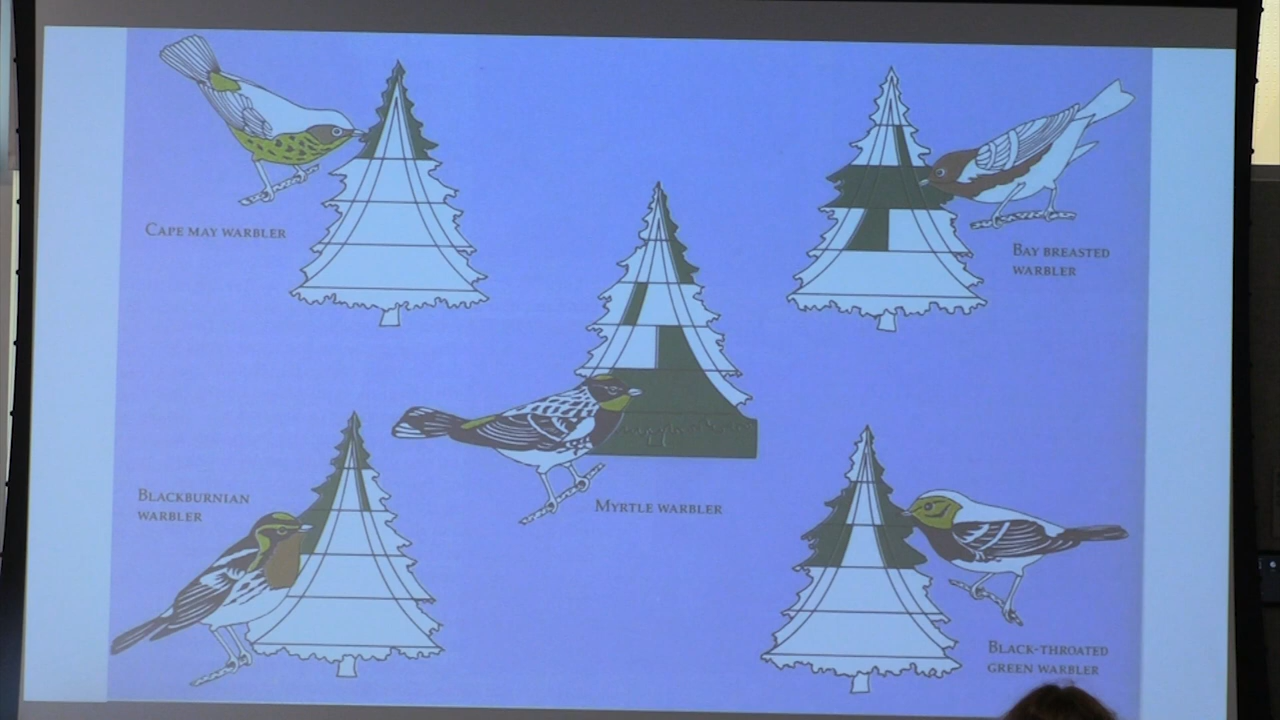 Cape May warbler
Bay breasted
warbler
Blackburnian
warbler
Myrtle warbler
Black-throated
green warbler